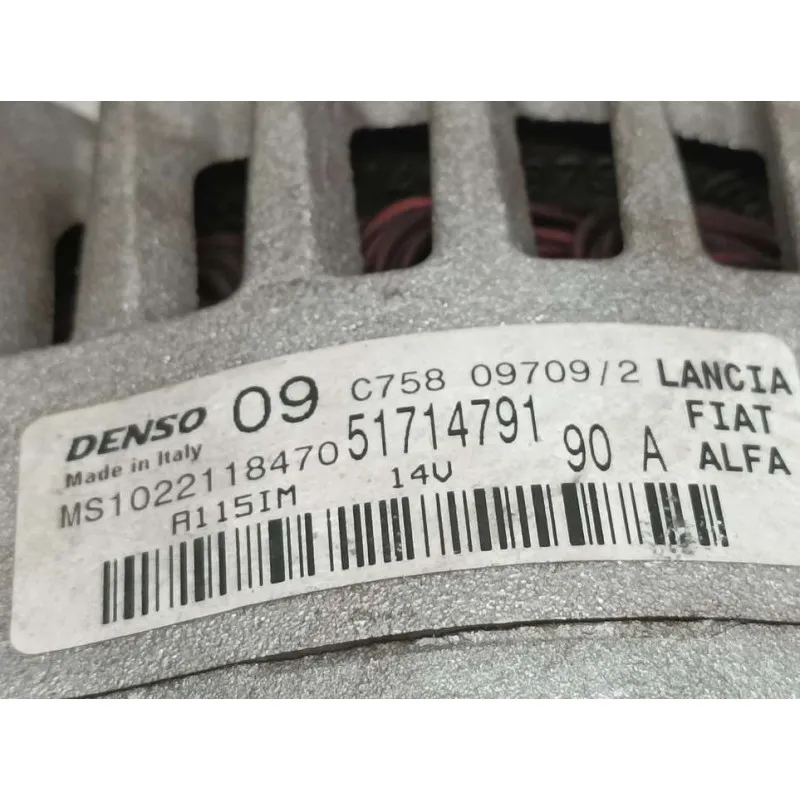 DENSO 09 C758 09709/2 LANCIA
Made in Italy 51714791 FIAT
MS1022118470 90 A ALFA
A115IM 14V